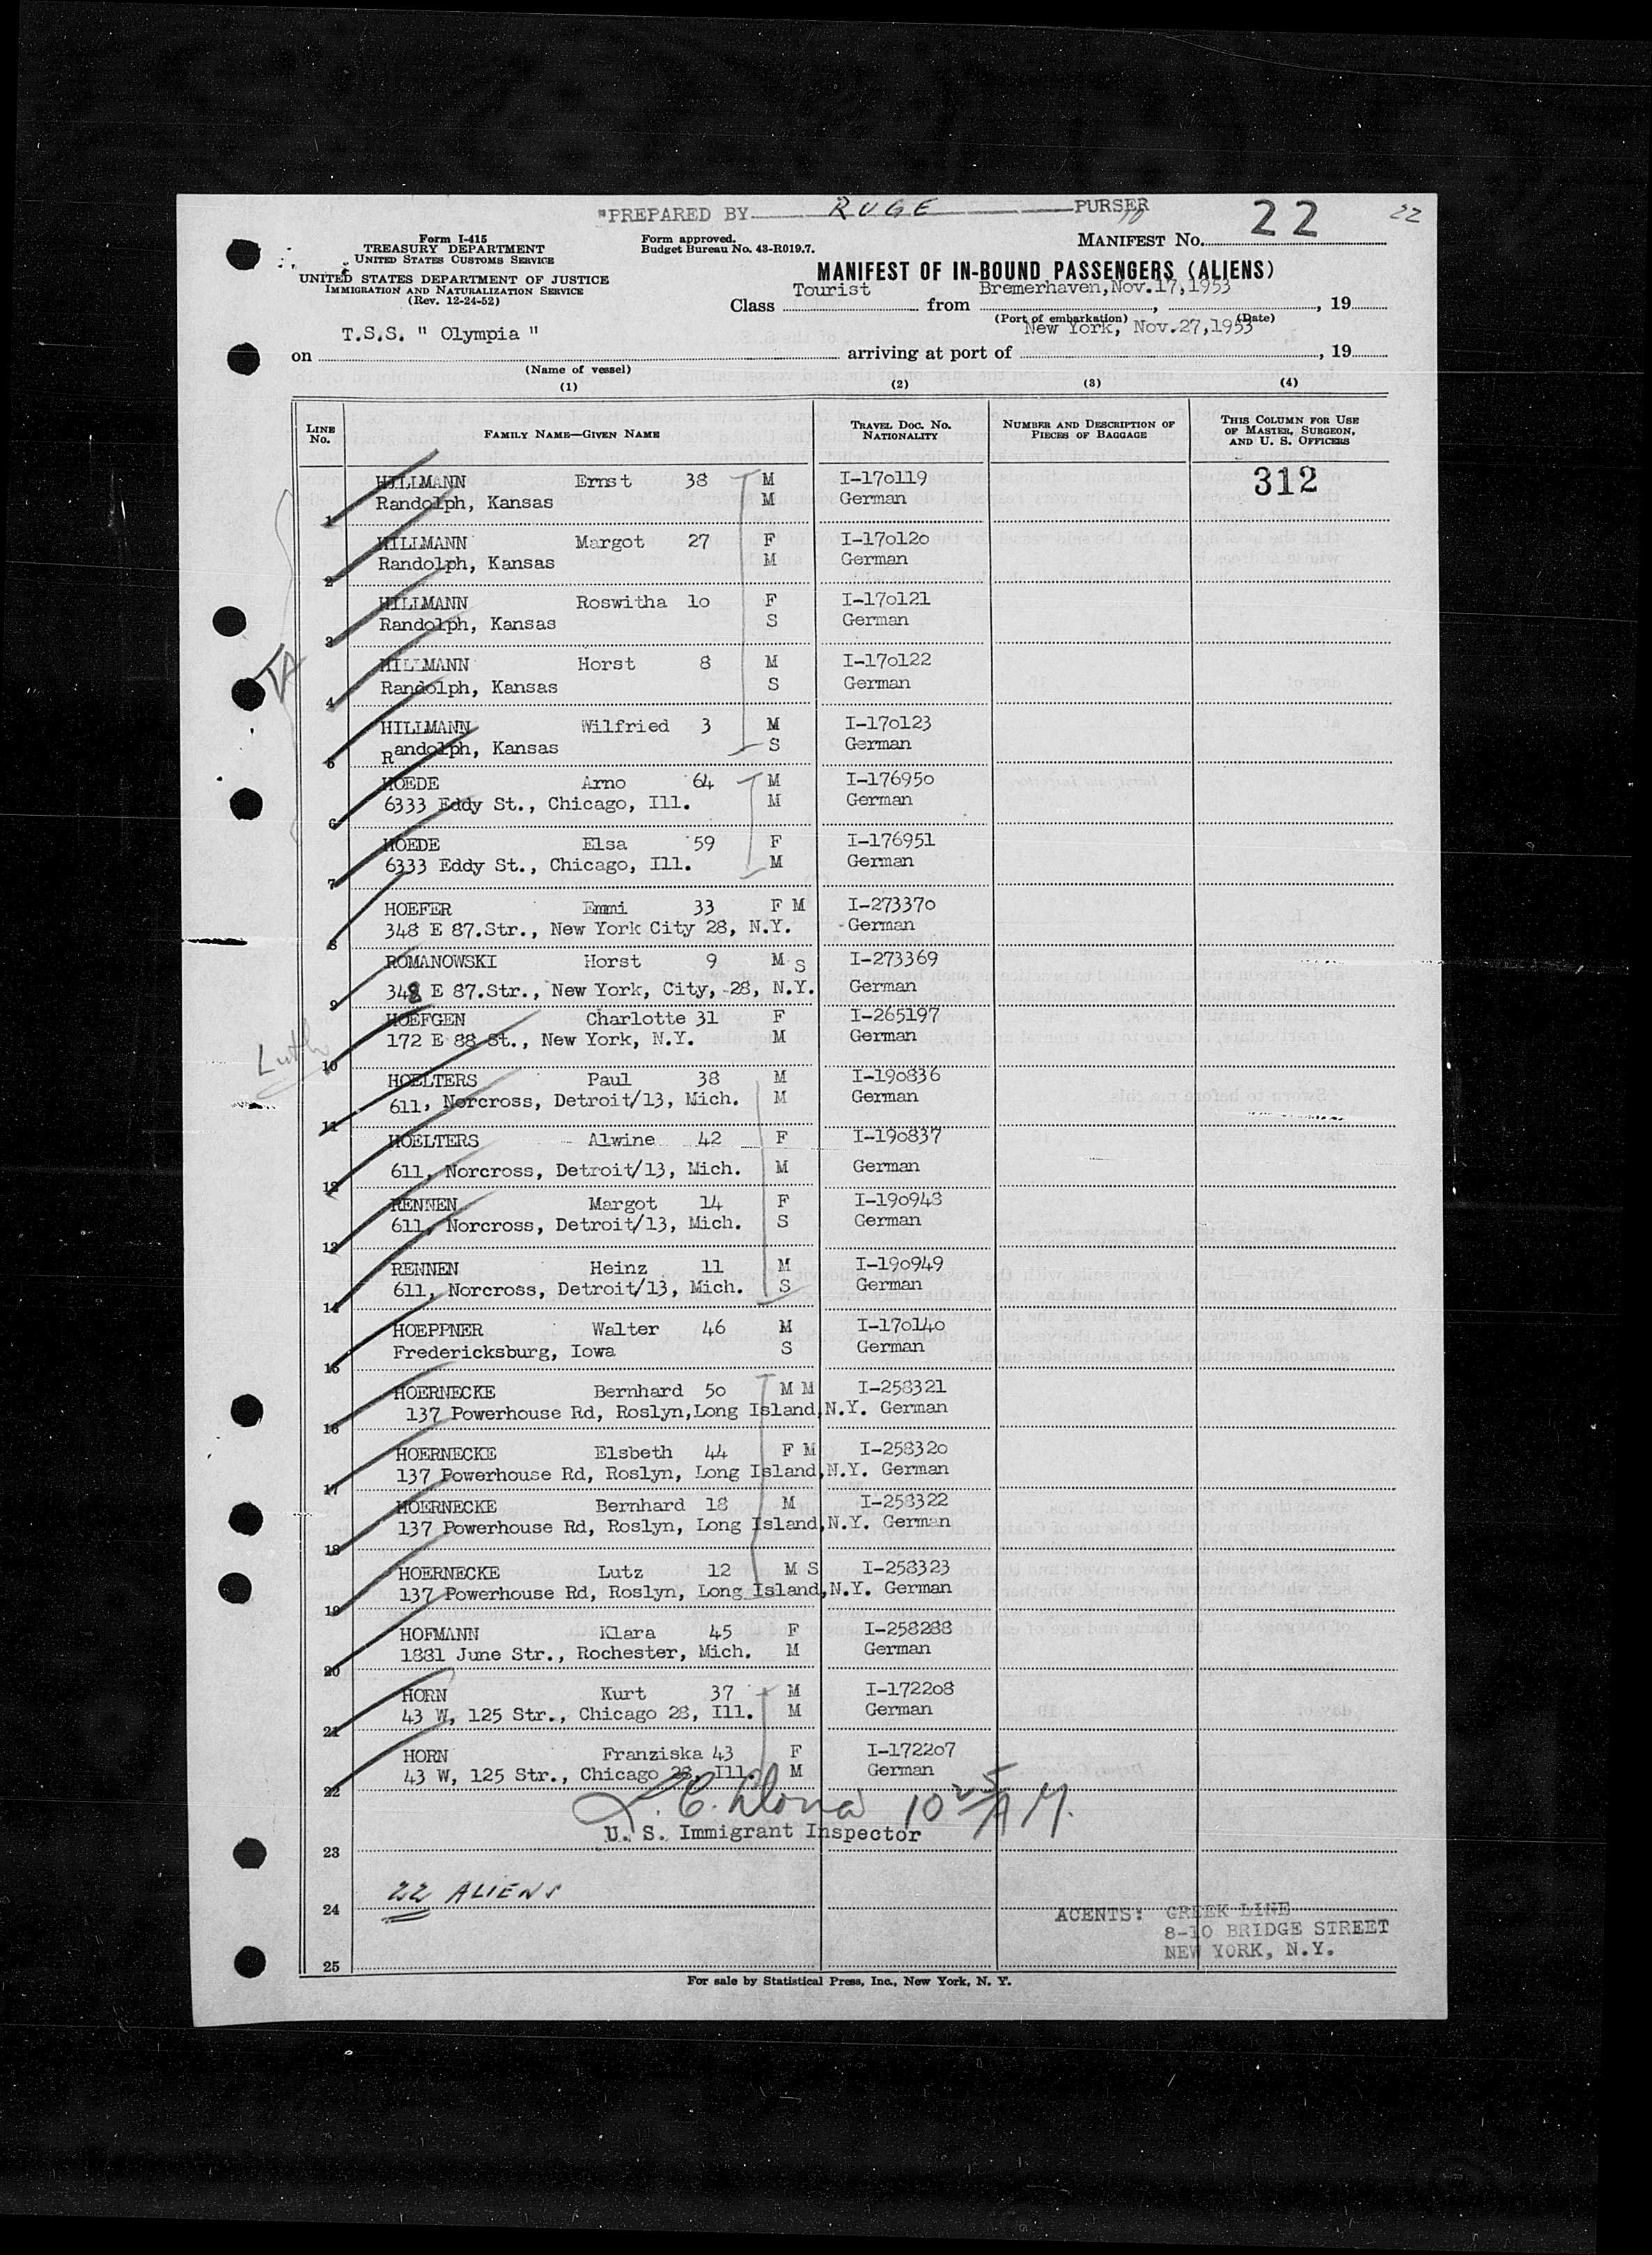 "PREPARED BY RUGE PURSER
22 22
Form I-415
TREASURY DEPARTMENT
UNITED STATES CUSTOMS SERVICE
UNITED STATES DEPARTMENT OF JUSTICE
IMMIGRATION AND NATURALIZATION SERVICE
(Rev. 12-24-52)
Form approved.
Budget Bureau No. 43-R019.7.
MANIFEST No.
MANIFEST OF IN-BOUND PASSENGERS (ALIENS)
Class Tourist from Bremerhaven, Nov.17,1953, 19
(Port of embarkation) (Date)
on T.S.S. " Olympia " arriving at port of New York, Nov.27,1953, 19
(Name of vessel)
(1) (2) (3) (4)
LINE No. FAMILY NAME—GIVEN NAME TRAVEL DOC. No. NATIONALITY NUMBER AND DESCRIPTION OF PIECES OF BAGGAGE THIS COLUMN FOR USE OF MASTER, SURGEON, AND U. S. OFFICERS
HILLMANN Ernst 38 M I-170119 312
1 Randolph, Kansas M German
HILLMANN Margot 27 F I-170120
2 Randolph, Kansas M German
HILLMANN Roswitha 10 F I-170121
3 Randolph, Kansas S German
HILLMANN Horst 8 M I-170122
4 Randolph, Kansas S German
HILLMANN Wilfried 3 M I-170123
5 Randolph, Kansas S German
HOEDE Arno 64 M I-176950
6 6333 Eddy St., Chicago, Ill. M German
HOEDE Elsa 59 F I-176951
7 6333 Eddy St., Chicago, Ill. M German
HOEFER Emmi 33 F M I-273370
8 348 E 87.Str., New York City 28, N.Y. German
ROMANOWSKI Horst 9 M S I-273369
9 348 E 87.Str., New York, City, 28, N.Y. German
HOEFGEN Charlotte 31 F I-265197
10 172 E 88 St., New York, N.Y. M German
HOELTERS Paul 38 M I-190836
11 611, Norcross, Detroit/13, Mich. M German
HOELTERS Alwine 42 F I-190837
12 611, Norcross, Detroit/13, Mich. M German
RENNEN Margot 14 F I-190948
13 611, Norcross, Detroit/13, Mich. S German
RENNEN Heinz 11 M I-190949
14 611, Norcross, Detroit/13, Mich. S German
HOEPPNER Walter 46 M I-170140
15 Fredericksburg, Iowa S German
HOERNECKE Bernhard 50 M M I-258321
16 137 Powerhouse Rd, Roslyn,Long Island,N.Y. German
HOERNECKE Elsbeth 44 F M I-258320
17 137 Powerhouse Rd, Roslyn, Long Island,N.Y. German
HOERNECKE Bernhard 18 M I-258322
18 137 Powerhouse Rd, Roslyn, Long Island,N.Y. German
HOERNECKE Lutz 12 M S I-258323
19 137 Powerhouse Rd, Roslyn, Long Island,N.Y. German
HOFMANN Klara 45 F I-258288
20 1881 June Str., Rochester, Mich. M German
HORN Kurt 37 M I-172208
21 43 W, 125 Str., Chicago 28, Ill. M German
HORN Franziska 43 F I-172207
22 43 W, 125 Str., Chicago 28, Ill. M German
10 25 AM.
U. S. Immigrant Inspector
23
22 ALIENS
24
AGENTS: GREEK LINE
8-10 BRIDGE STREET
NEW YORK, N.Y.
25
For sale by Statistical Press, Inc., New York, N. Y.